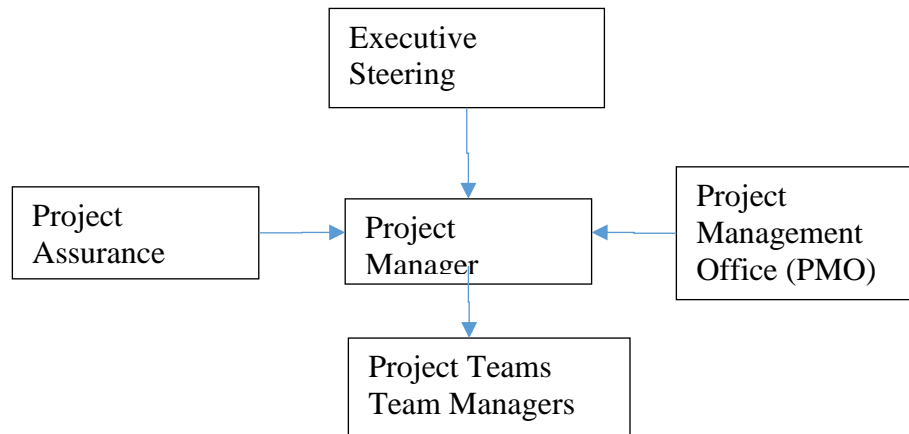 Executive
Steering
Project
Assurance
Project
Manager
Project
Management
Office (PMO)
Project Teams
Team Managers